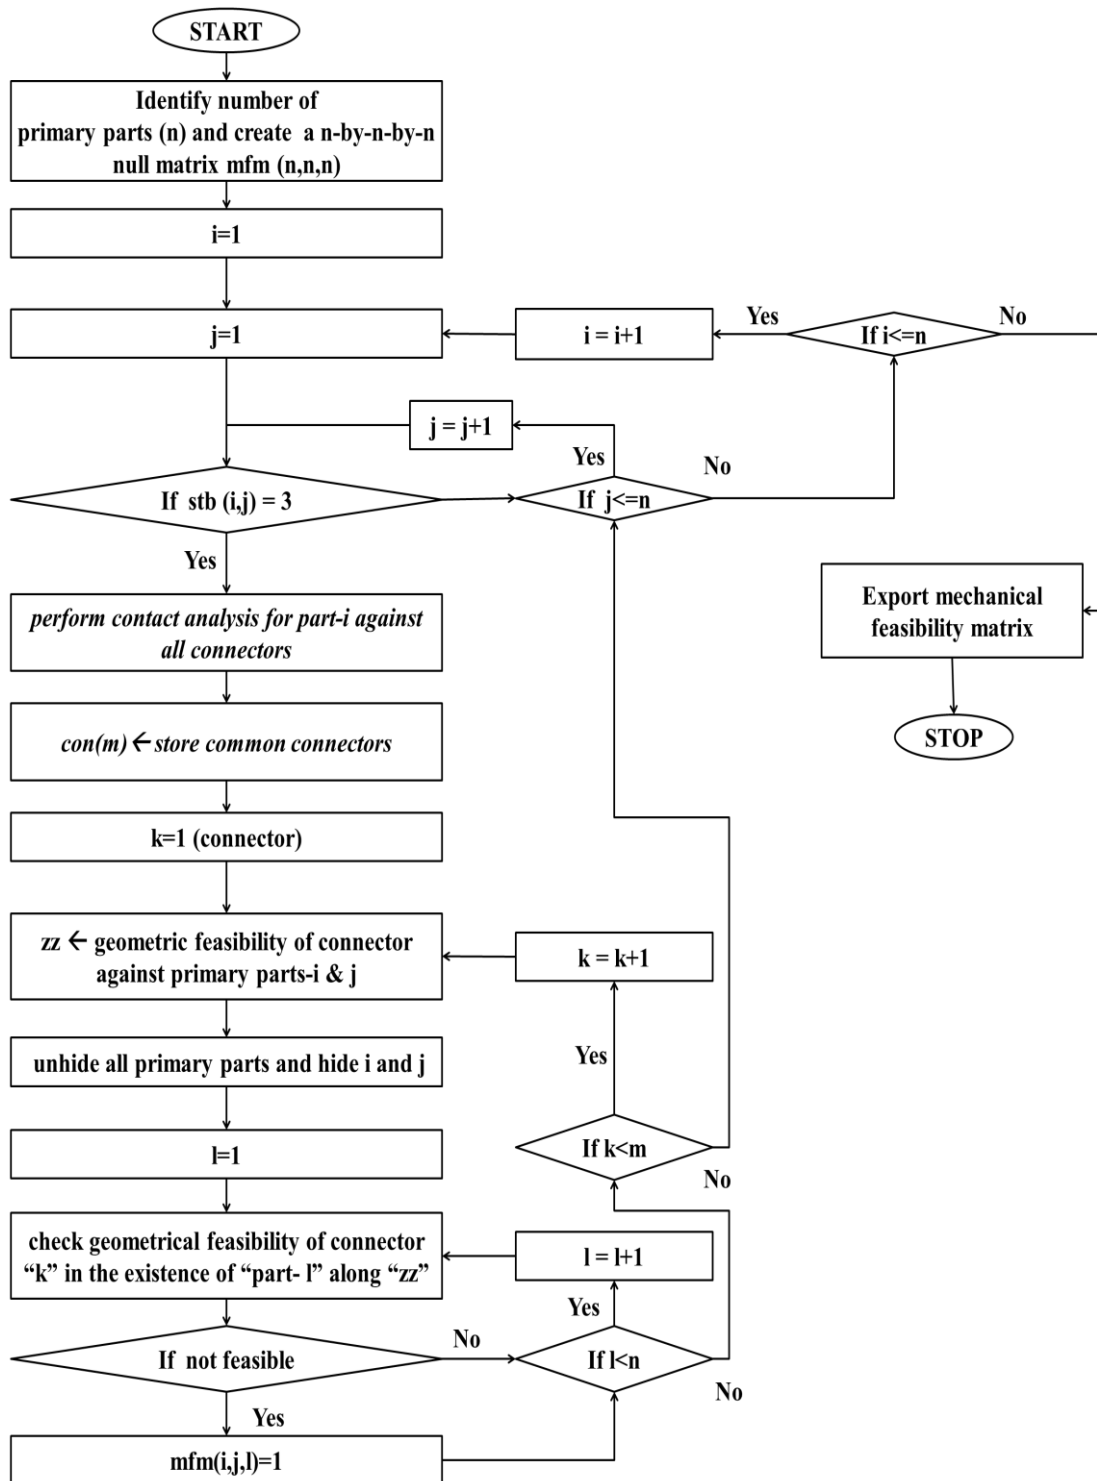 START
Identify number of
primary parts (n) and create a n-by-n-by-n
null matrix mfm (n,n,n)
i=1
j=1
i = i+1
Yes
If i<=n
No
j = j+1
Yes
No
If stb (i,j) = 3
If j<=n
Yes
perform contact analysis for part-i against
all connectors
Export mechanical
feasibility matrix
con(m) ← store common connectors
STOP
k=1 (connector)
zz ← geometric feasibility of connector
against primary parts-i & j
k = k+1
unhide all primary parts and hide i and j
Yes
l=1
If k<m
No
check geometrical feasibility of connector
“k” in the existence of “part- l” along “zz”
l = l+1
Yes
If not feasible
No
If l<n
No
Yes
mfm(i,j,l)=1